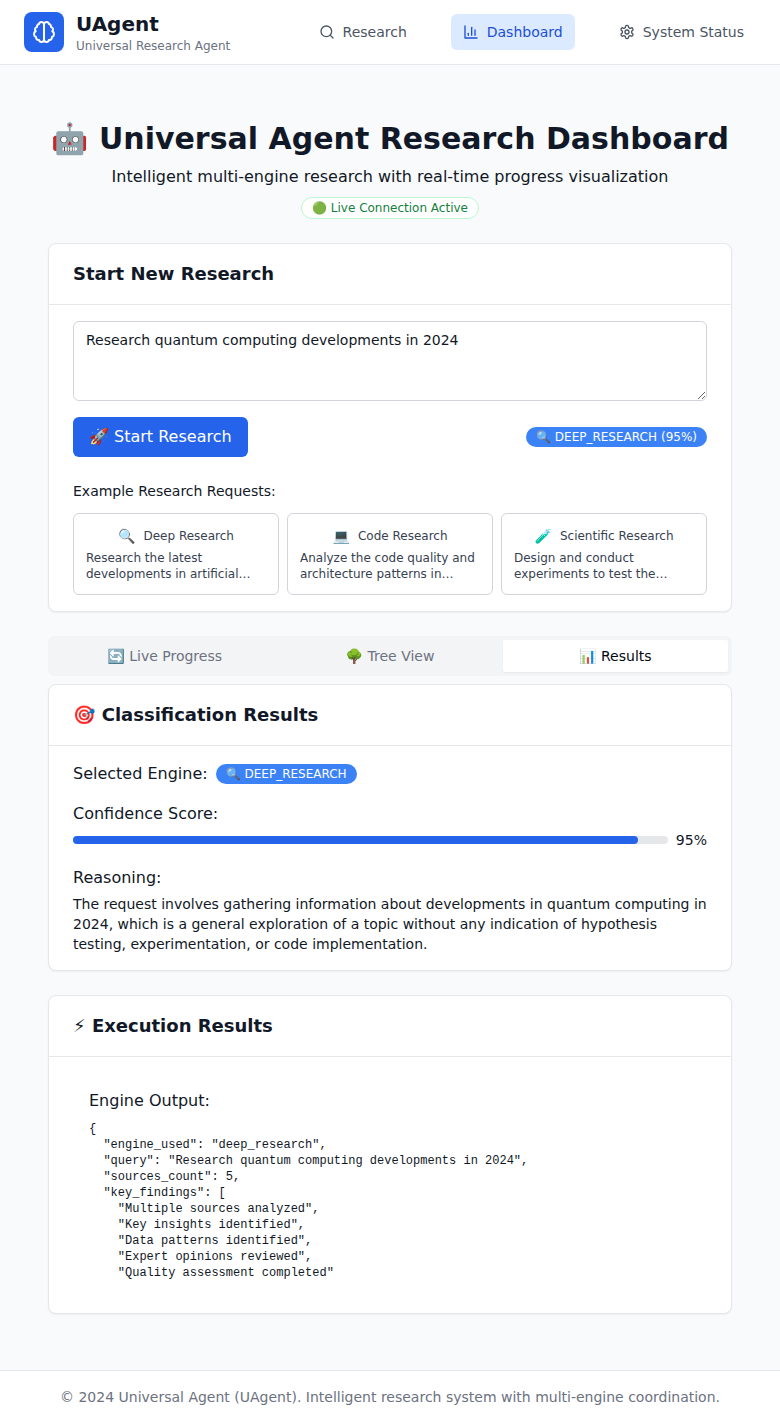 UAgent
Universal Research Agent
Research
Dashboard
System Status
🤖 Universal Agent Research Dashboard
Intelligent multi-engine research with real-time progress visualization
🟢 Live Connection Active
Start New Research
Research quantum computing developments in 2024
🚀 Start Research
🔍 DEEP_RESEARCH (95%)
Example Research Requests:
🔍 Deep Research
Research the latest
developments in artificial…
💻 Code Research
Analyze the code quality and
architecture patterns in…
🧪 Scientific Research
Design and conduct
experiments to test the…
🔄 Live Progress
🌳 Tree View
📊 Results
🎯 Classification Results
Selected Engine: 🔍 DEEP_RESEARCH
Confidence Score:
95%
Reasoning:
The request involves gathering information about developments in quantum computing in
2024, which is a general exploration of a topic without any indication of hypothesis
testing, experimentation, or code implementation.
⚡ Execution Results
Engine Output:
{
  "engine_used": "deep_research",
  "query": "Research quantum computing developments in 2024",
  "sources_count": 5,
  "key_findings": [
    "Multiple sources analyzed",
    "Key insights identified",
    "Data patterns identified",
    "Expert opinions reviewed",
    "Quality assessment completed"
© 2024 Universal Agent (UAgent). Intelligent research system with multi-engine coordination.